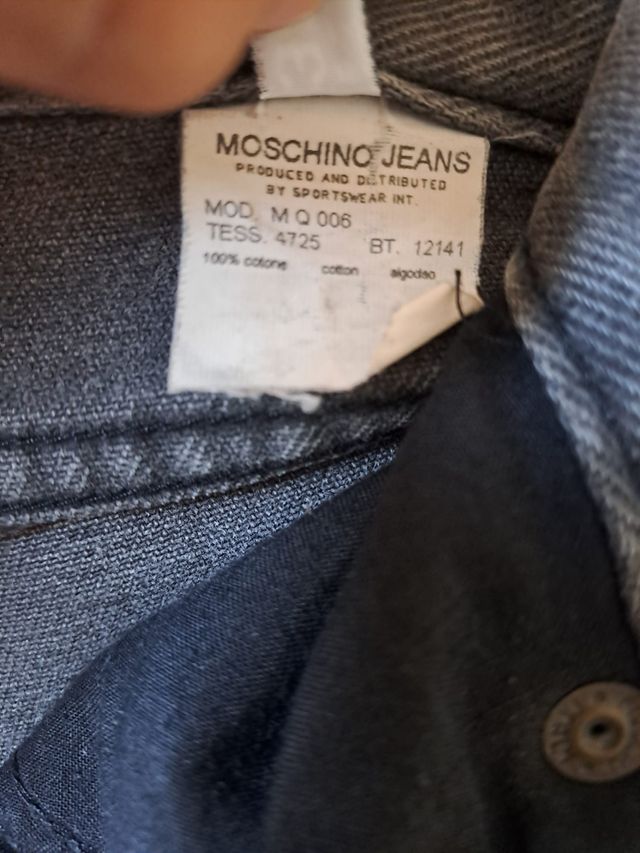 MOSCHINO JEANS
PRODUCED AND DISTRIBUTED
BY SPORTSWEAR INT.
MOD. M Q 006
TESS. 4725 BT. 12141
100% cotone cotton algodao